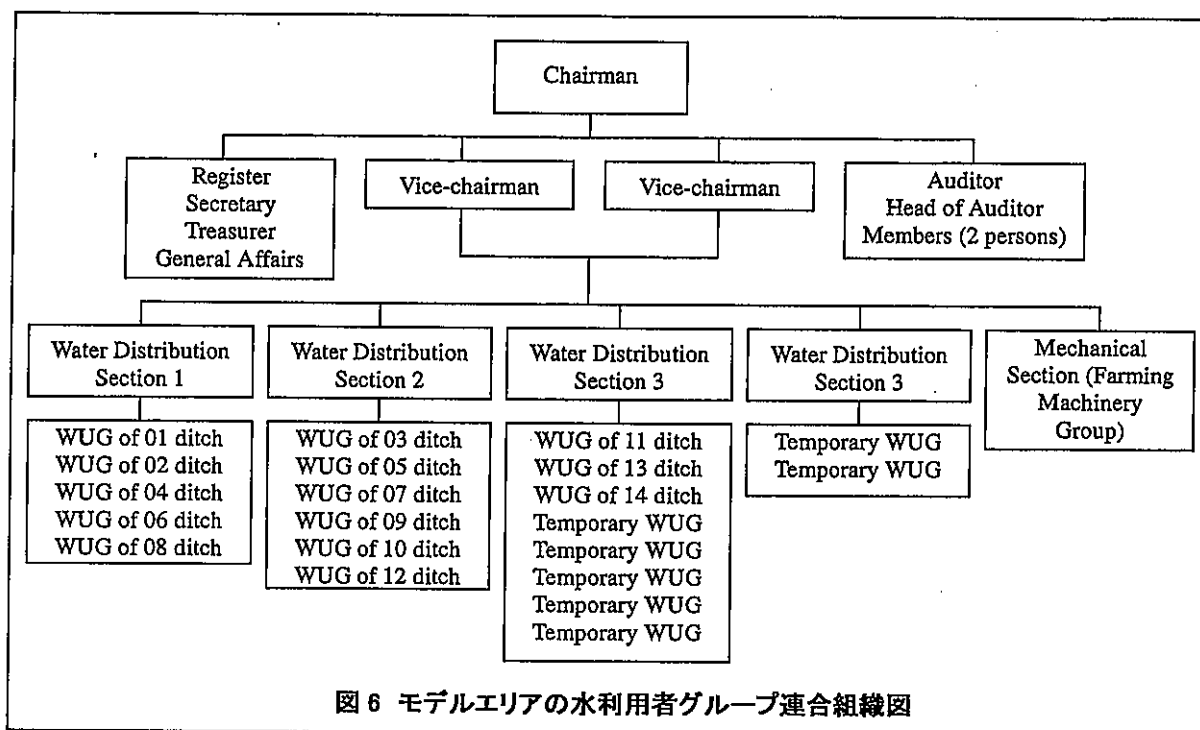 Chairman
Register
Secretary
Treasurer
General Affairs
Vice-chairman
Vice-chairman
Auditor
Head of Auditor
Members (2 persons)
Water Distribution
Section 1
WUG of 01 ditch
WUG of 02 ditch
WUG of 04 ditch
WUG of 06 ditch
WUG of 08 ditch
Water Distribution
Section 2
WUG of 03 ditch
WUG of 05 ditch
WUG of 07 ditch
WUG of 09 ditch
WUG of 10 ditch
WUG of 12 ditch
Water Distribution
Section 3
WUG of 11 ditch
WUG of 13 ditch
WUG of 14 ditch
Temporary WUG
Temporary WUG
Temporary WUG
Temporary WUG
Temporary WUG
Water Distribution
Section 3
Temporary WUG
Temporary WUG
Mechanical
Section (Farming
Machinery
Group)
図 6 モデルエリアの水利用者グループ連合組織図